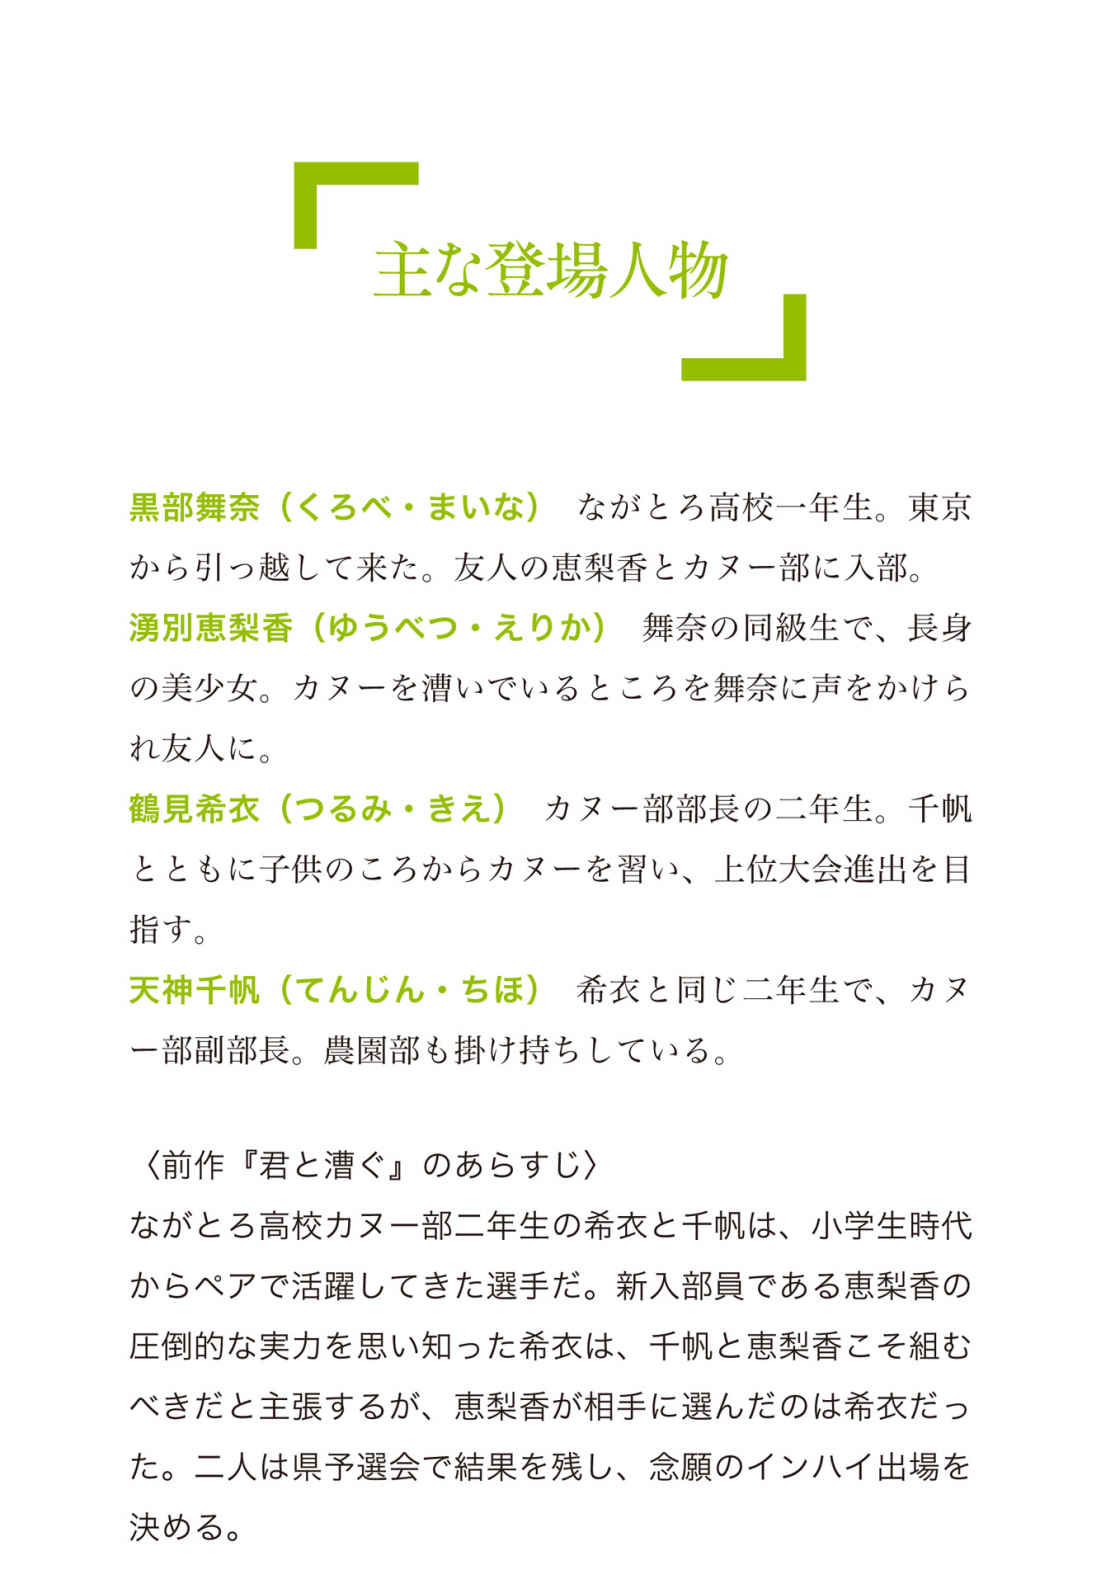 主な登場人物
黒部舞奈（くろべ・まいな）　ながとろ高校一年生。東京
から引っ越して来た。友人の恵梨香とカヌー部に入部。
湧別恵梨香（ゆうべつ・えりか）　舞奈の同級生で、長身
の美少女。カヌーを漕いでいるところを舞奈に声をかけら
れ友人に。
鶴見希衣（つるみ・きえ）　カヌー部部長の二年生。千帆
とともに子供のころからカヌーを習い、上位大会進出を目
指す。
天神千帆（てんじん・ちほ）　希衣と同じ二年生で、カヌ
ー部副部長。農園部も掛け持ちしている。
〈前作『君と漕ぐ』のあらすじ〉
ながとろ高校カヌー部二年生の希衣と千帆は、小学生時代
からペアで活躍してきた選手だ。新入部員である恵梨香の
圧倒的な実力を思い知った希衣は、千帆と恵梨香こそ組む
べきだと主張するが、恵梨香が相手に選んだのは希衣だっ
た。二人は県予選会で結果を残し、念願のインハイ出場を
決める。